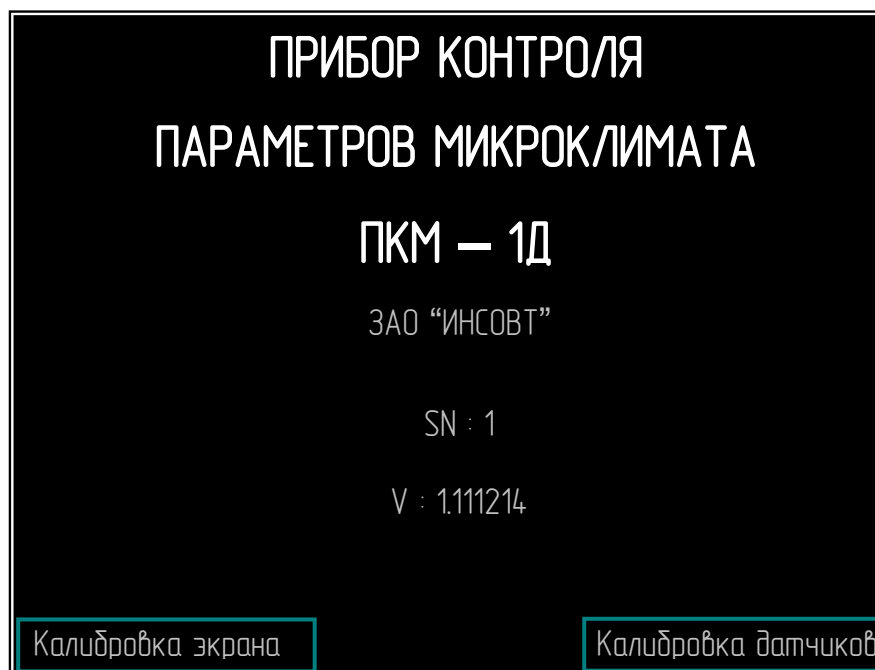 ПРИБОР КОНТРОЛЯ
ПАРАМЕТРОВ МИКРОКЛИМАТА
ПКМ — 1Д
ЗАО “ИНСОВТ”
SN : 1
V : 1.111214
Калибровка экрана
Калибровка датчиков